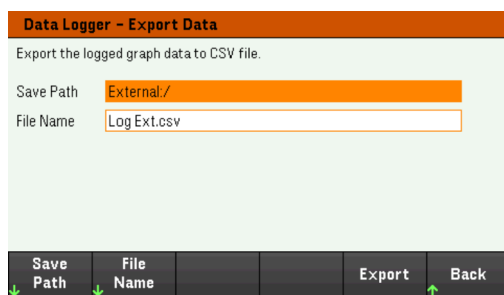 Data Logger - Export Data
Export the logged graph data to CSV file.
Save Path External:/
File Name Log Ext.csv
Save Path
File Name
Export
Back